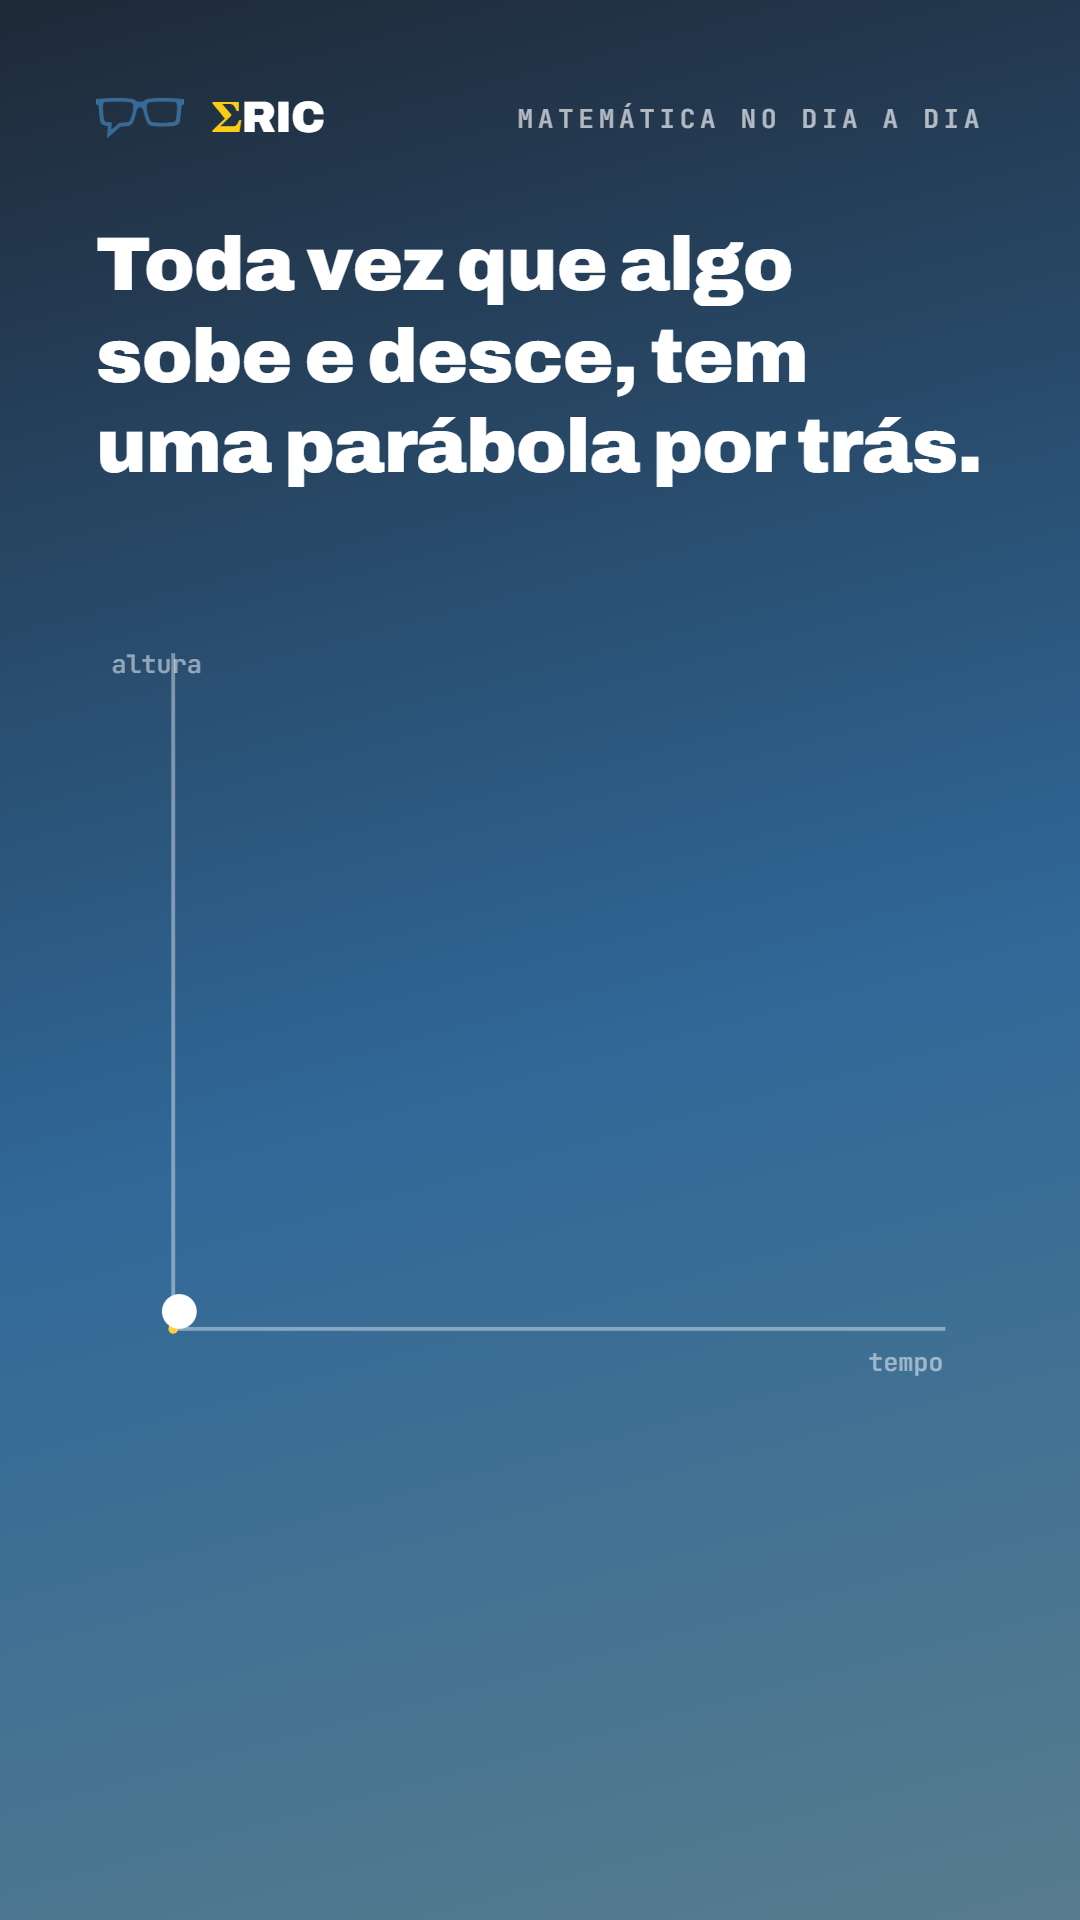 ΣRIC
MATEMÁTICA NO DIA A DIA
Toda vez que algo
sobe e desce, tem
uma parábola por trás.
altura
tempo